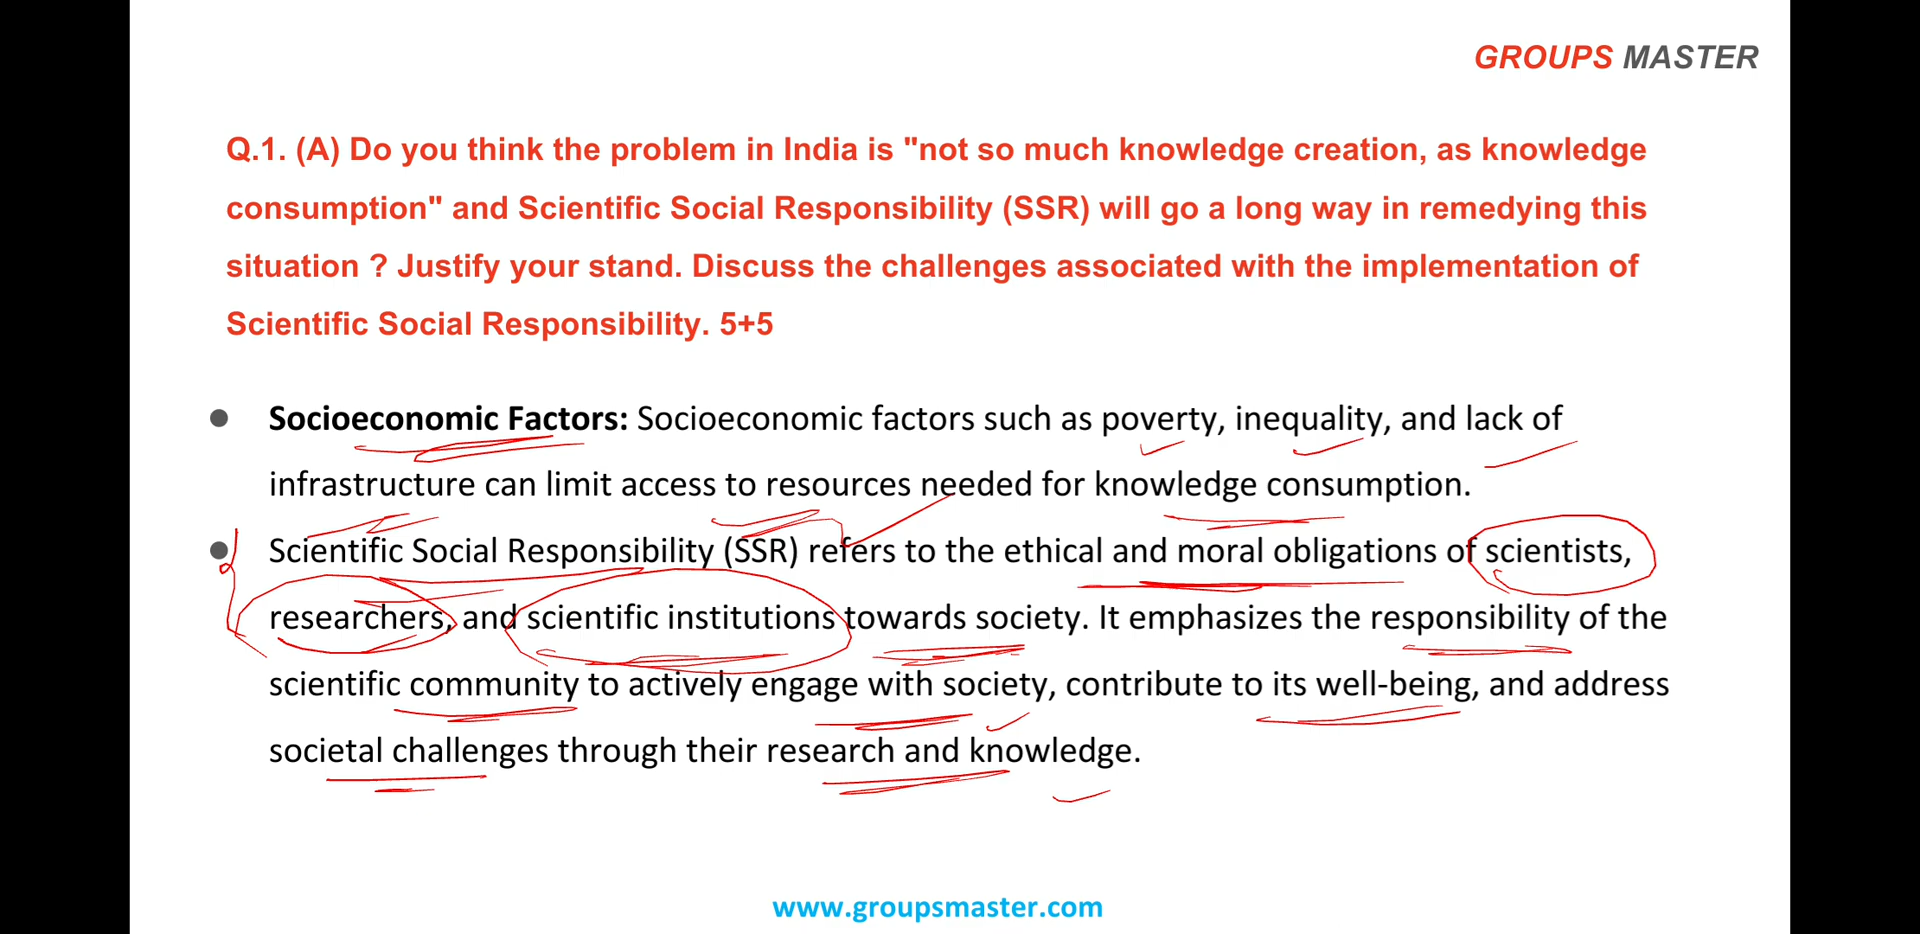 GROUPS MASTER
Q.1. (A) Do you think the problem in India is "not so much knowledge creation, as knowledge
consumption" and Scientific Social Responsibility (SSR) will go a long way in remedying this
situation ? Justify your stand. Discuss the challenges associated with the implementation of
Scientific Social Responsibility. 5+5
● Socioeconomic Factors: Socioeconomic factors such as poverty, inequality, and lack of
infrastructure can limit access to resources needed for knowledge consumption.
● Scientific Social Responsibility (SSR) refers to the ethical and moral obligations of scientists,
researchers, and scientific institutions towards society. It emphasizes the responsibility of the
scientific community to actively engage with society, contribute to its well-being, and address
societal challenges through their research and knowledge.
www.groupsmaster.com